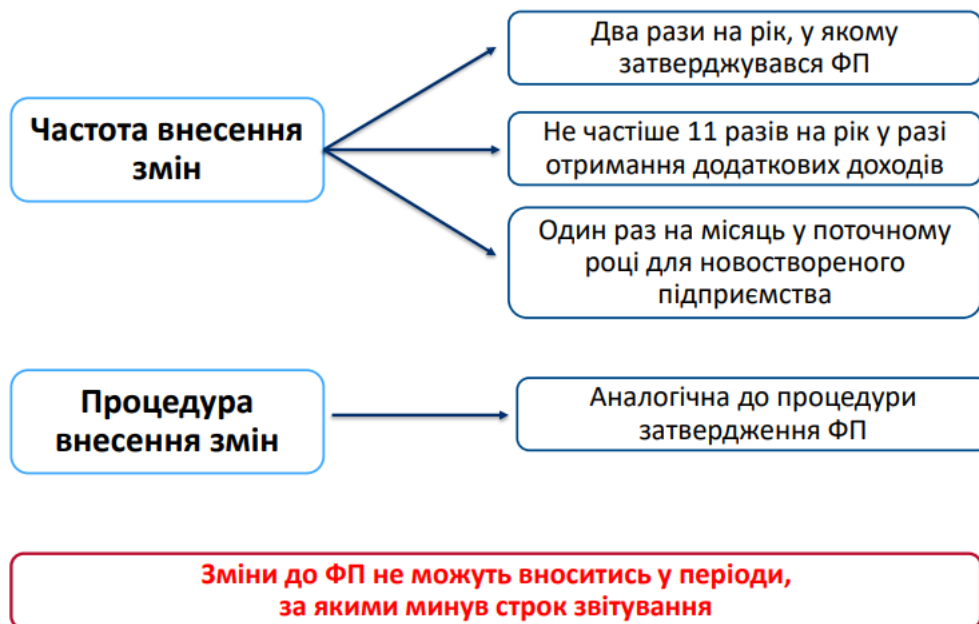 Два рази на рік, у якому
затверджувався ФП
Частота внесення
змін
Не частіше 11 разів на рік у разі
отримання додаткових доходів
Один раз на місяць у поточному
році для новоствореного
підприємства
Процедура
внесення змін
Аналогічна до процедури
затвердження ФП
Зміни до ФП не можуть вноситись у періоди,
за якими минув строк звітування